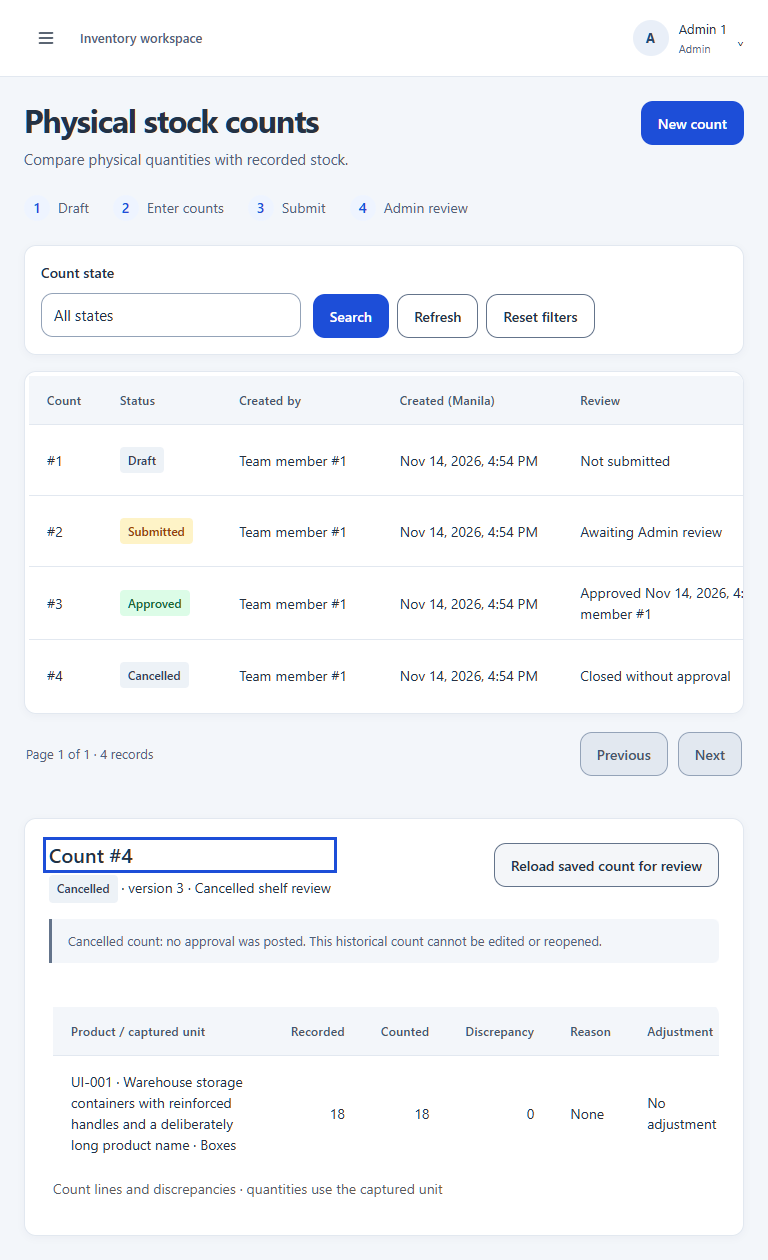 Inventory workspace
A
Admin 1
Admin
Physical stock counts
New count
Compare physical quantities with recorded stock.
1 Draft 2 Enter counts 3 Submit 4 Admin review
Count state
All states
Search Refresh Reset filters
Count Status Created by Created (Manila) Review
#1 Draft Team member #1 Nov 14, 2026, 4:54 PM Not submitted
#2 Submitted Team member #1 Nov 14, 2026, 4:54 PM Awaiting Admin review
#3 Approved Team member #1 Nov 14, 2026, 4:54 PM Approved Nov 14, 2026, 4:
member #1
#4 Cancelled Team member #1 Nov 14, 2026, 4:54 PM Closed without approval
Page 1 of 1 · 4 records
Previous Next
Count #4
Reload saved count for review
Cancelled · version 3 · Cancelled shelf review
Cancelled count: no approval was posted. This historical count cannot be edited or reopened.
Product / captured unit Recorded Counted Discrepancy Reason Adjustment
UI-001 · Warehouse storage
containers with reinforced
handles and a deliberately
long product name · Boxes
18 18 0 None
No
adjustment
Count lines and discrepancies · quantities use the captured unit